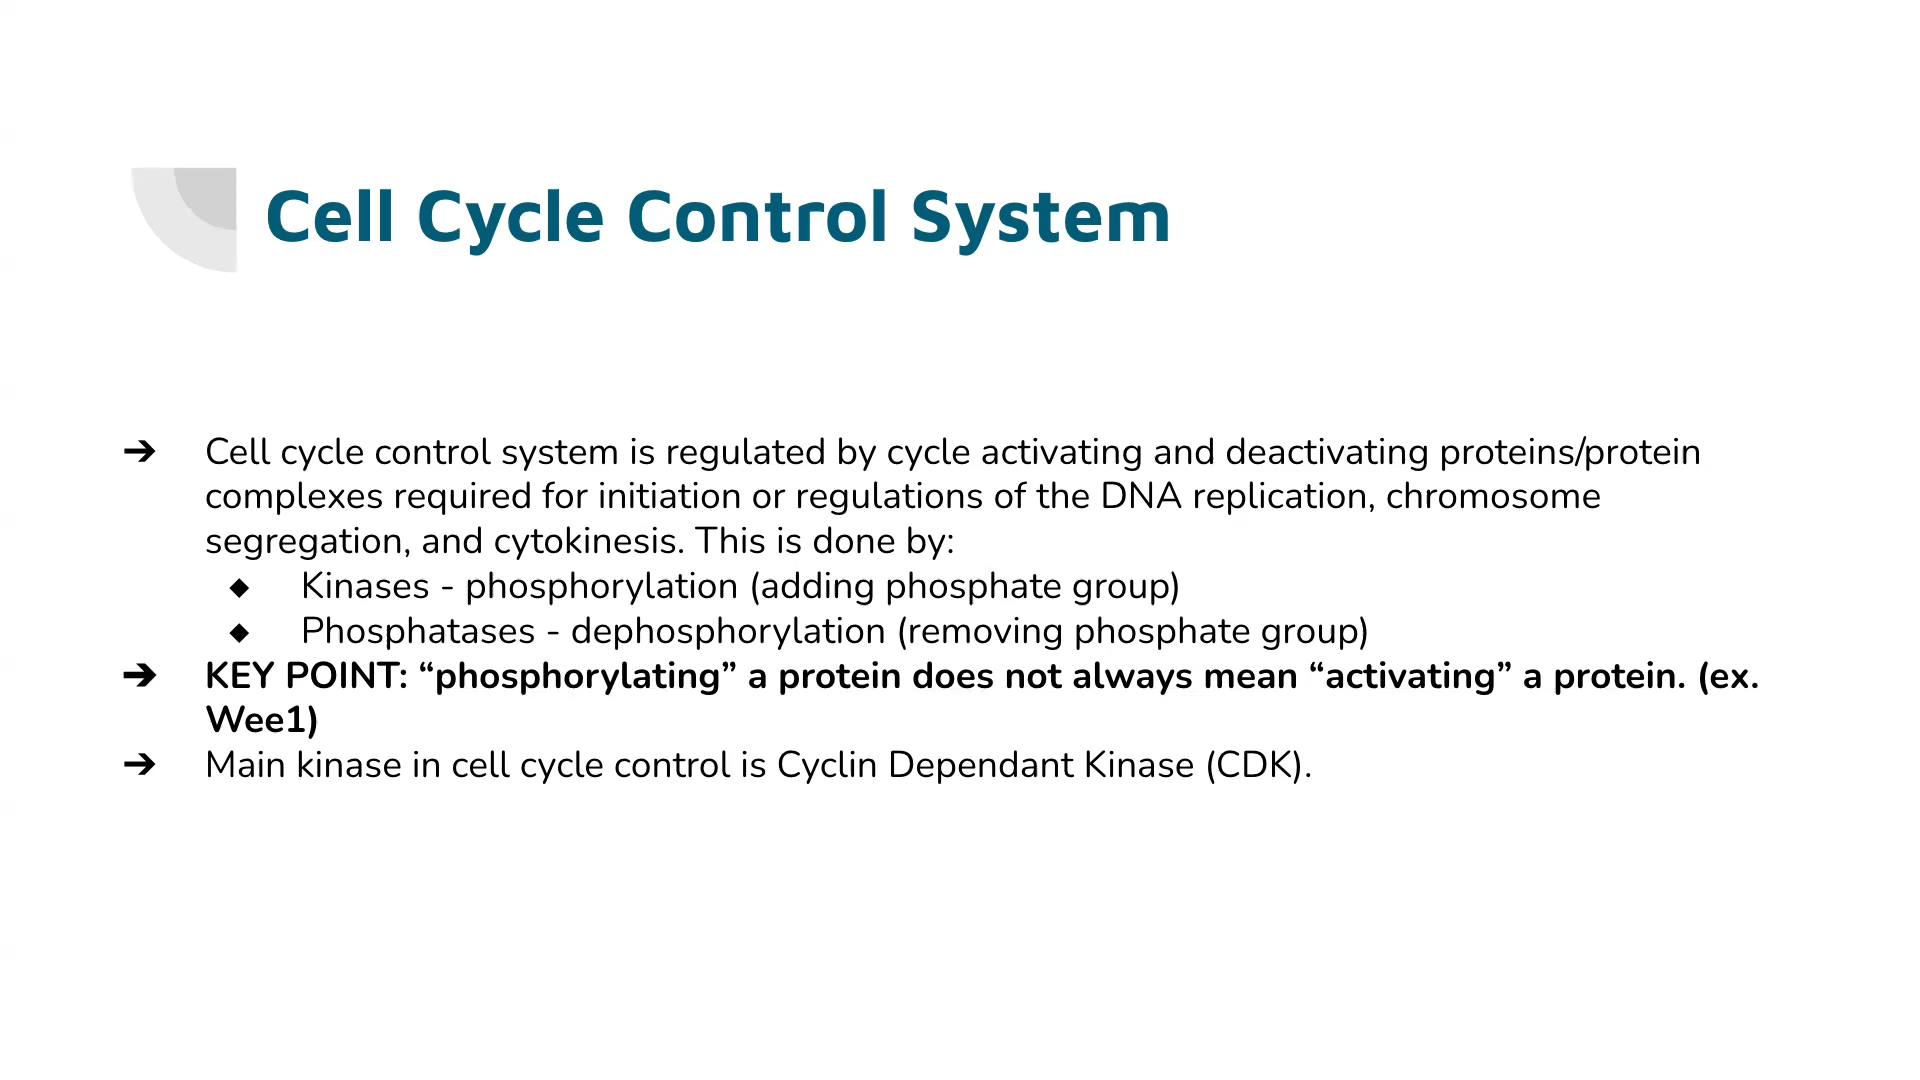 Cell Cycle Control System
➔ Cell cycle control system is regulated by cycle activating and deactivating proteins/protein
complexes required for initiation or regulations of the DNA replication, chromosome
segregation, and cytokinesis. This is done by:
◆ Kinases - phosphorylation (adding phosphate group)
◆ Phosphatases - dephosphorylation (removing phosphate group)
➔ KEY POINT: “phosphorylating” a protein does not always mean “activating” a protein. (ex.
Wee1)
➔ Main kinase in cell cycle control is Cyclin Dependant Kinase (CDK).